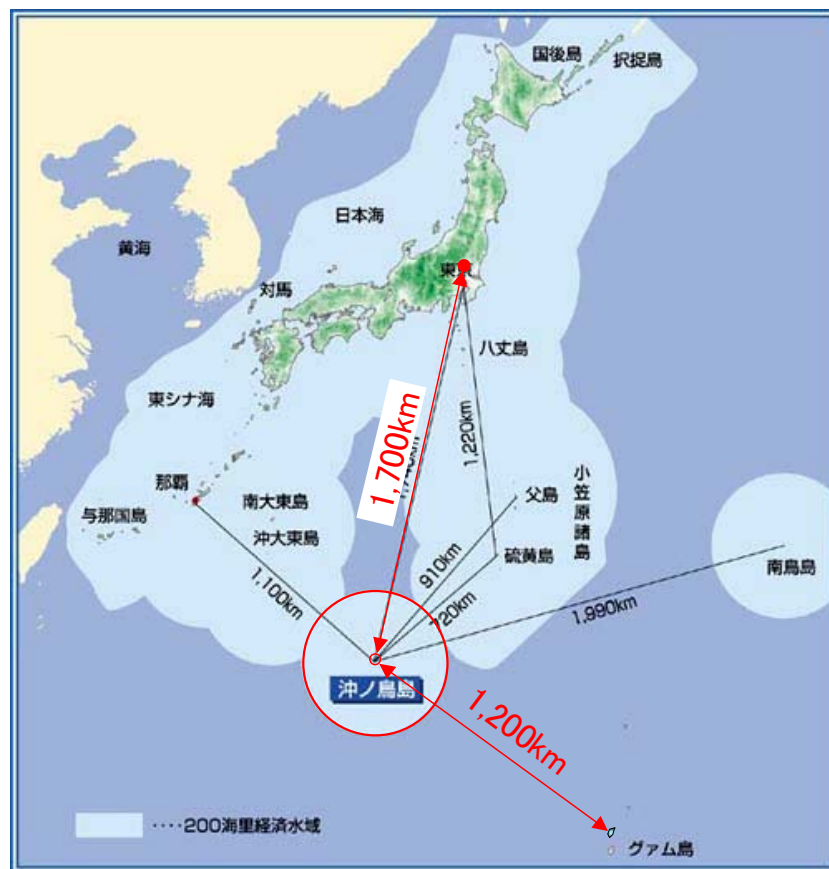 国後島
択捉島
日本海
黄海
東京
対馬
八丈島
東シナ海
1,700km
1,220km
那覇
父島
小笠原諸島
南大東島
与那国島
沖大東島
硫黄島
南鳥島
1,100km
910km
720km
1,990km
沖ノ鳥島
1,200km
････200海里経済水域
グァム島